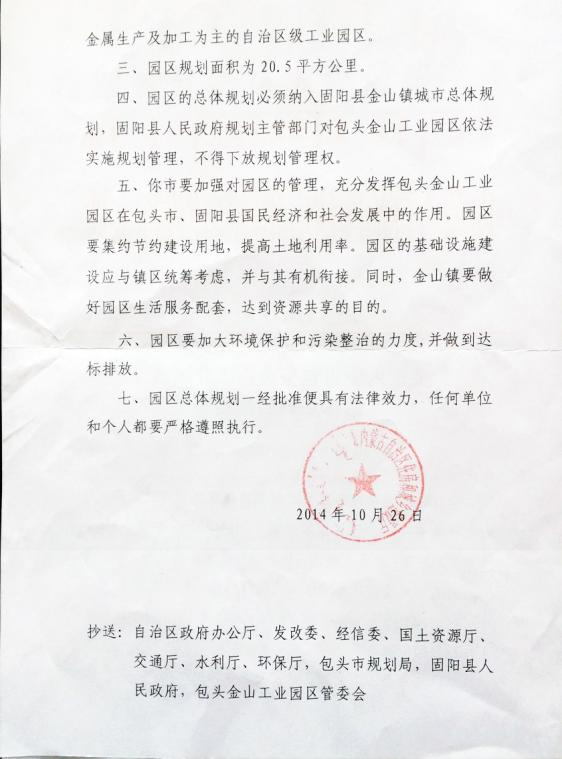 金属生产及加工为主的自治区级工业园区。
三、园区规划面积为 20.5 平方公里。
四、园区的总体规划必须纳入固阳县金山镇城市总体规
划，固阳县人民政府规划主管部门对包头金山工业园区依法
实施规划管理，不得下放规划管理权。
五、你市要加强对园区的管理，充分发挥包头金山工业
园区在包头市、固阳县国民经济和社会发展中的作用。园区
要集约节约建设用地，提高土地利用率。园区的基础设施建
设应与镇区统筹考虑，并与其有机衔接。同时，金山镇要做
好园区生活服务配套，达到资源共享的目的。
六、园区要加大环境保护和污染整治的力度,并做到达
标排放。
七、园区总体规划一经批准便具有法律效力，任何单位
和个人都要严格遵照执行。
内蒙古自治区住房和城乡建设厅
2014 年 10 月 26 日
抄送：自治区政府办公厅、发改委、经信委、国土资源厅、
交通厅、水利厅、环保厅，包头市规划局，固阳县人
民政府，包头金山工业园区管委会